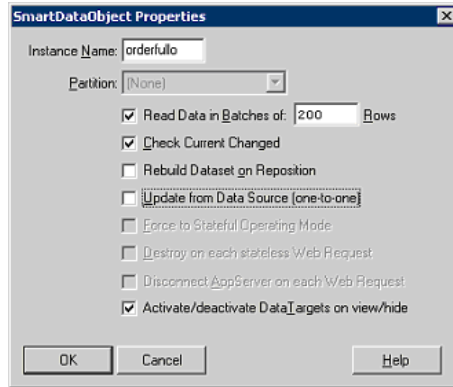 SmartDataObject Properties
Instance Name: orderfullo
Partition: (None)
Read Data in Batches of: 200 Rows
Check Current Changed
Rebuild Dataset on Reposition
Update from Data Source (one-to-one)
Force to Stateful Operating Mode
Destroy on each stateless Web Request
Disconnect AppServer on each Web Request
Activate/deactivate DataTargets on view/hide
OK Cancel Help